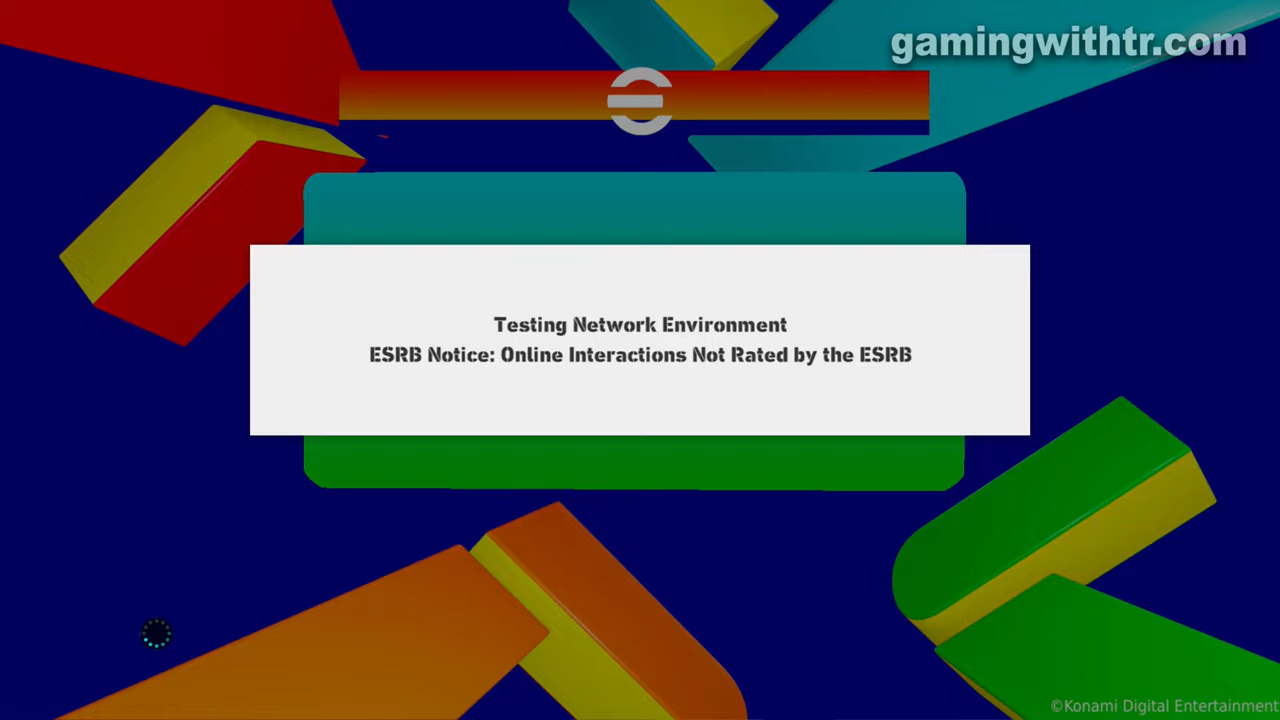 gamingwithtr.com
Testing Network Environment
ESRB Notice: Online Interactions Not Rated by the ESRB
©Konami Digital Entertainment